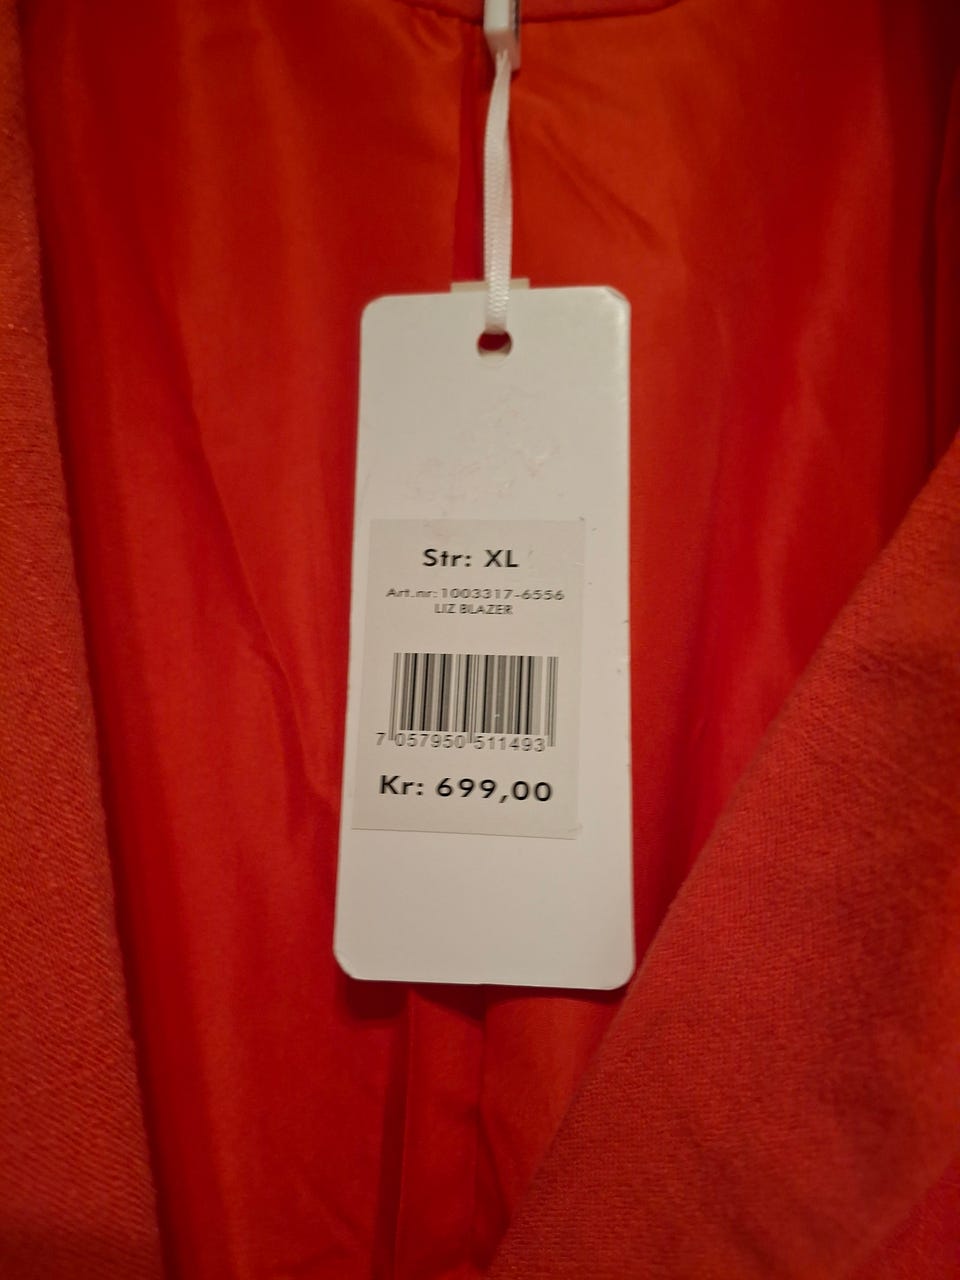 Str: XL
Art.nr: 1003317-6556
LIZ BLAZER
7 057950 511493
Kr: 699,00